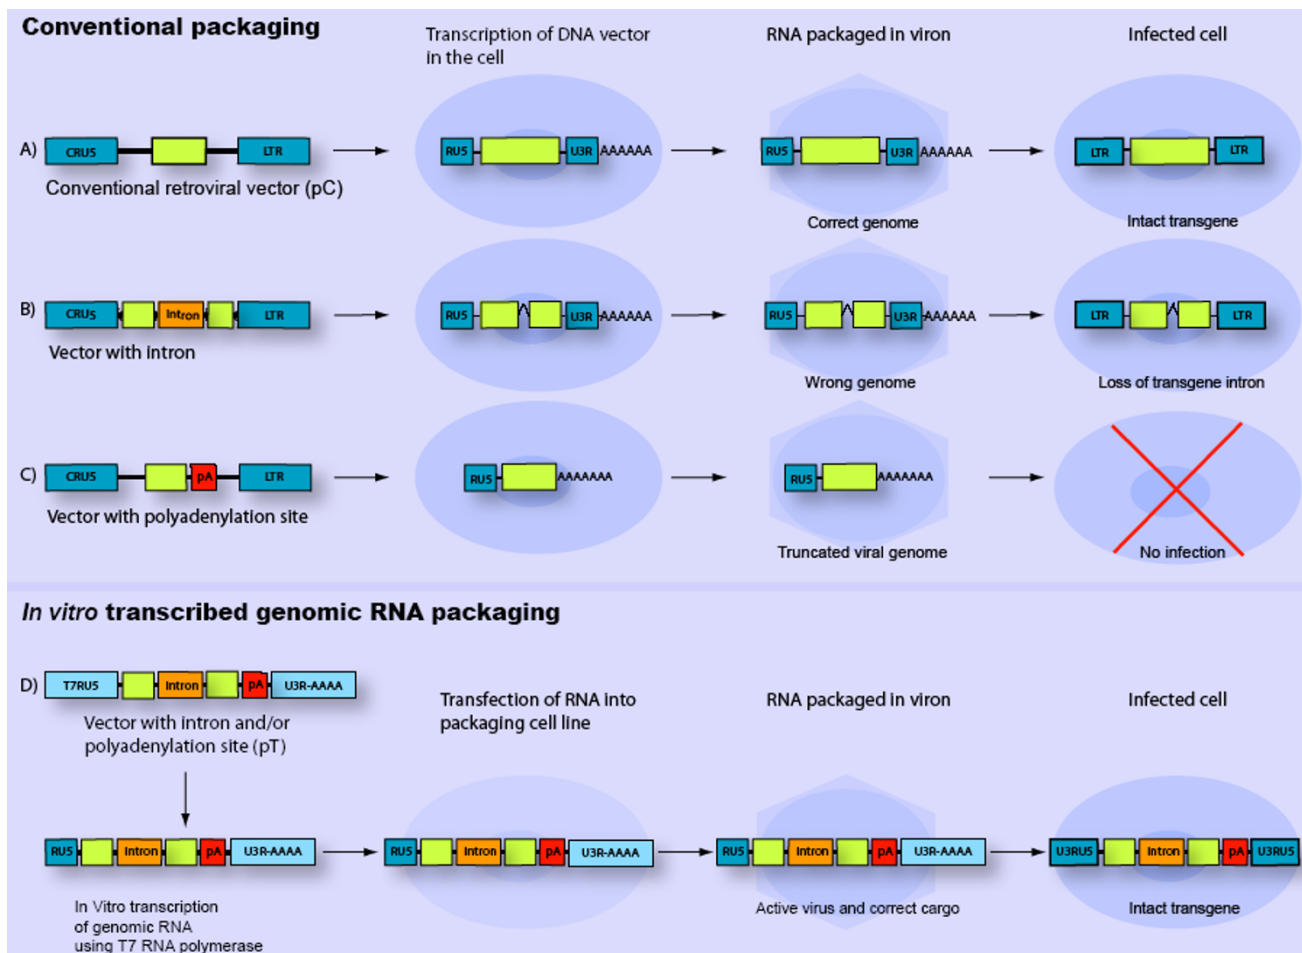 Conventional packaging
Transcription of DNA vector
in the cell
RNA packaged in viron
Infected cell
A)
CRU5
LTR
RU5
U3R
AAAAAA
RU5
U3R
AAAAAA
LTR
LTR
Conventional retroviral vector (pC)
Correct genome
Intact transgene
B)
CRU5
Intron
LTR
RU5
U3R
AAAAAA
RU5
U3R
AAAAAA
LTR
LTR
Vector with intron
Wrong genome
Loss of transgene intron
C)
CRU5
pA
LTR
RU5
AAAAAAA
RU5
AAAAAAA
Vector with polyadenylation site
Truncated viral genome
No infection
In vitro transcribed genomic RNA packaging
D)
T7RU5
Intron
pA
U3R-AAAA
Vector with intron and/or
polyadenylation site (pT)
Transfection of RNA into
packaging cell line
RNA packaged in viron
Infected cell
RU5
Intron
pA
U3R-AAAA
RU5
Intron
pA
U3R-AAAA
RU5
Intron
pA
U3R-AAAA
U3RU5
Intron
pA
U3RU5
In Vitro transcription
of genomic RNA
using T7 RNA polymerase
Active virus and correct cargo
Intact transgene